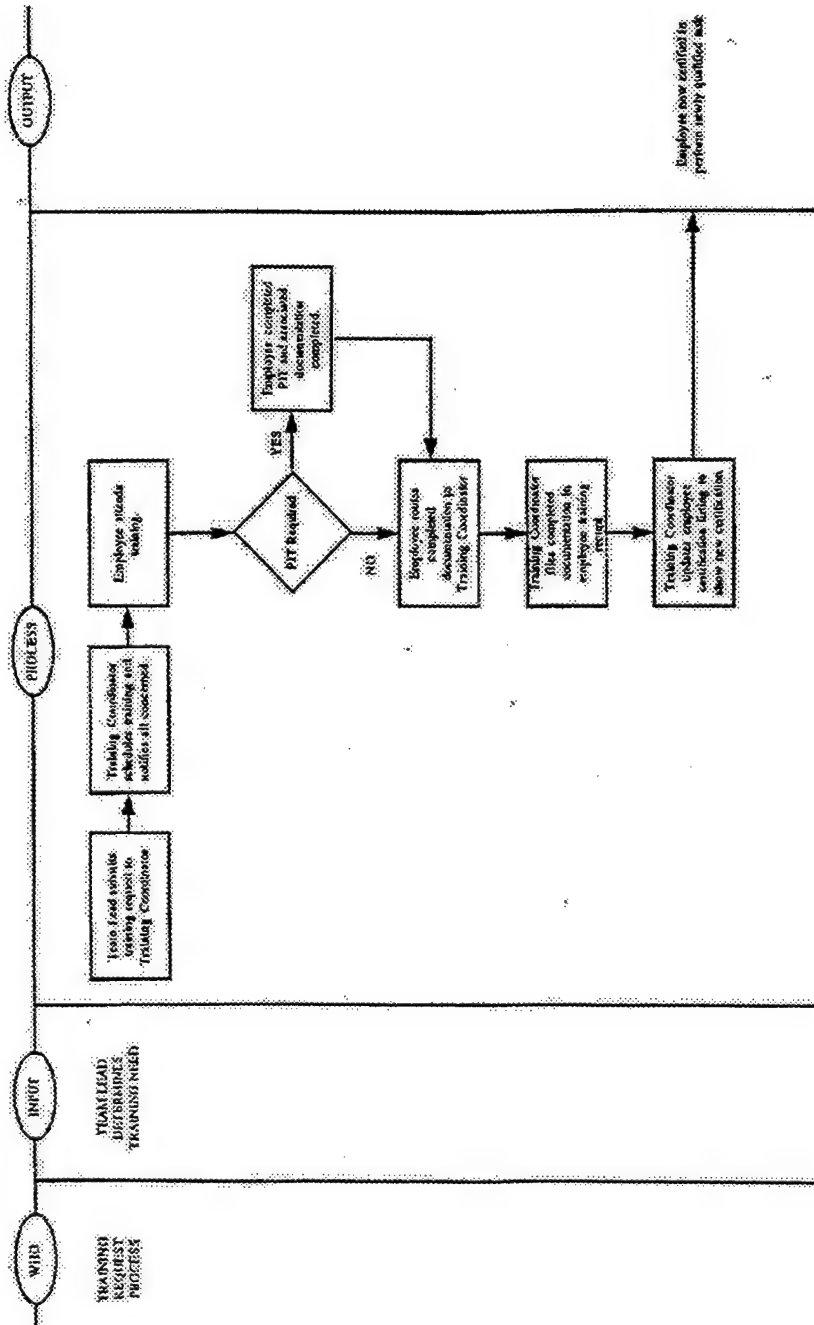 INPUT
PROCESS
OUTPUT
TRAINING
REQUEST
PROCESS
TEAM LEAD
DETERMINES
TRAINING NEED
Team Lead submits
training request to
Training Coordinator
Training Coordinator
schedules training and
notifies all concerned
Employee attends
training.
PIT Required
YES
NO
Employee completed
PIT and associated
documentation
completed.
Employee routes
completed
documentation to
Training Coordinator
Training Coordinator
files completed
documentation in
employee training
record
Training Coordinator
updates employee
certification listing to
show new certification
Employee now certified to
perform newly qualified task